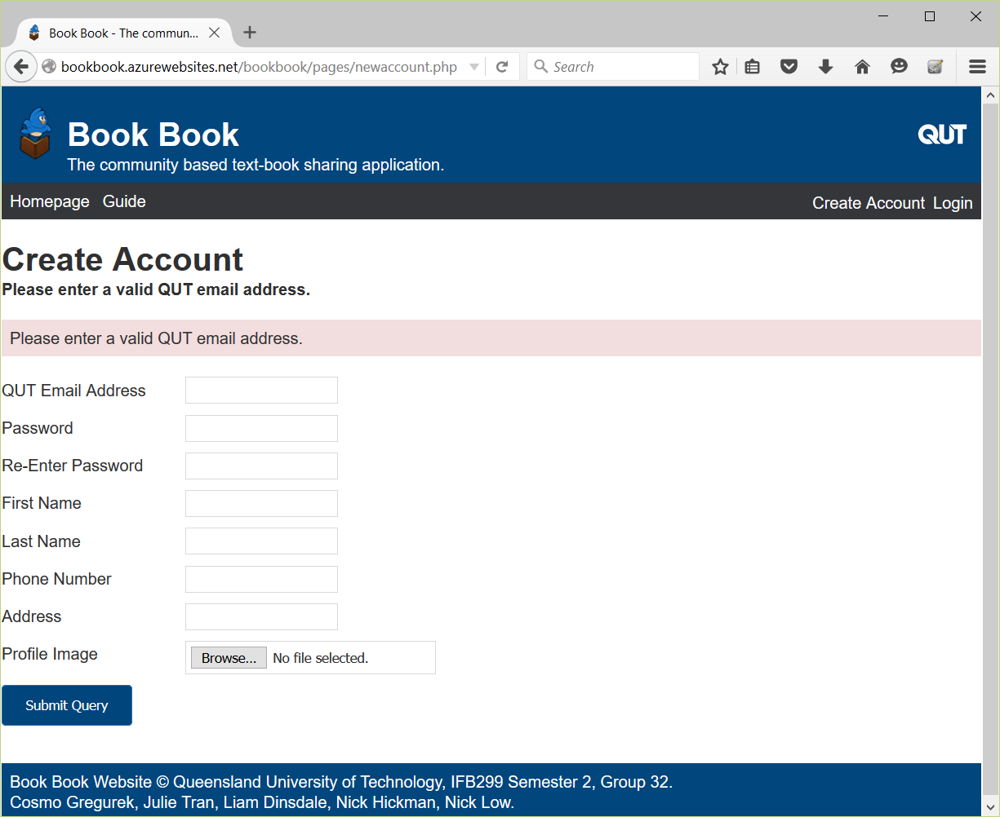 Book Book - The commun...
bookbook.azurewebsites.net/bookbook/pages/newaccount.php
Search
Book Book
QUT
The community based text-book sharing application.
Homepage Guide Create Account Login
Create Account
Please enter a valid QUT email address.
Please enter a valid QUT email address.
QUT Email Address
Password
Re-Enter Password
First Name
Last Name
Phone Number
Address
Profile Image Browse... No file selected.
Submit Query
Book Book Website © Queensland University of Technology, IFB299 Semester 2, Group 32.
Cosmo Gregurek, Julie Tran, Liam Dinsdale, Nick Hickman, Nick Low.